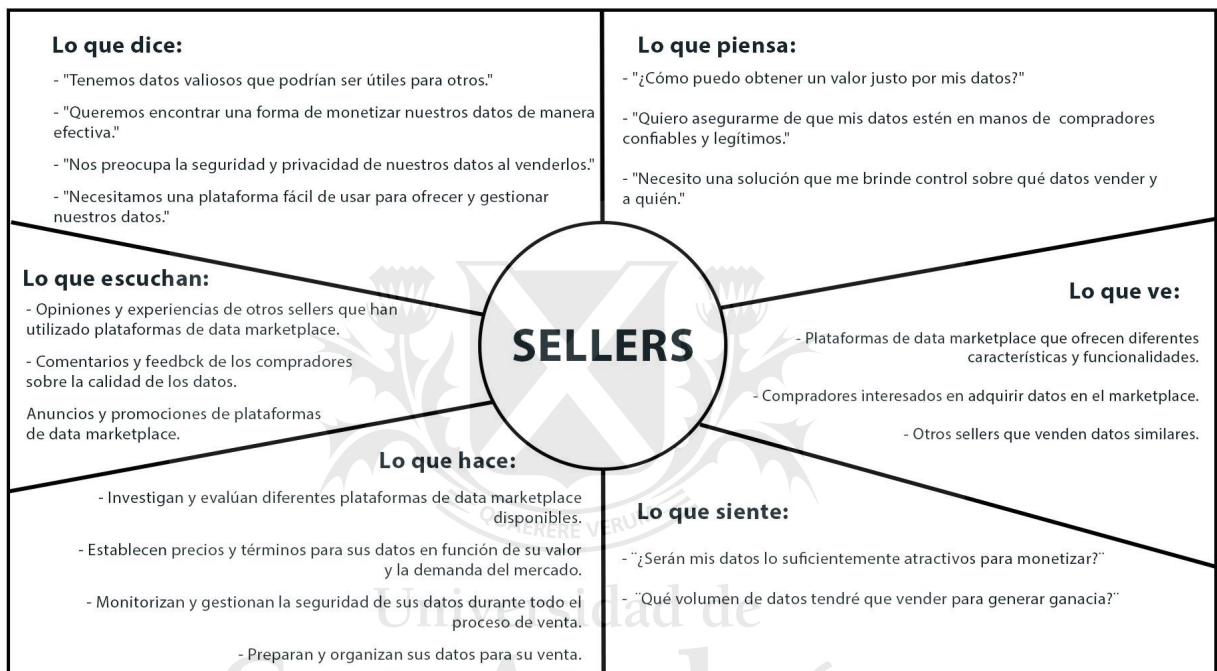 Lo que dice:
- "Tenemos datos valiosos que podrían ser útiles para otros."
- "Queremos encontrar una forma de monetizar nuestros datos de manera
efectiva."
- "Nos preocupa la seguridad y privacidad de nuestros datos al venderlos."
- "Necesitamos una plataforma fácil de usar para ofrecer y gestionar
nuestros datos."
Lo que piensa:
- "¿Cómo puedo obtener un valor justo por mis datos?"
- "Quiero asegurarme de que mis datos estén en manos de compradores
confiables y legítimos."
- "Necesito una solución que me brinde control sobre qué datos vender y
a quién."
Lo que escuchan:
- Opiniones y experiencias de otros sellers que han
utilizado plataformas de data marketplace.
- Comentarios y feedbck de los compradores
sobre la calidad de los datos.
Anuncios y promociones de plataformas
de data marketplace.
SELLERS
Lo que ve:
- Plataformas de data marketplace que ofrecen diferentes
características y funcionalidades.
- Compradores interesados en adquirir datos en el marketplace.
- Otros sellers que venden datos similares.
Lo que hace:
- Investigan y evalúan diferentes plataformas de data marketplace
disponibles.
- Establecen precios y términos para sus datos en función de su valor
y la demanda del mercado.
- Monitorizan y gestionan la seguridad de sus datos durante todo el
proceso de venta.
- Preparan y organizan sus datos para su venta.
Lo que siente:
- ¨¿Serán mis datos lo suficientemente atractivos para monetizar?¨
- ¨Qué volumen de datos tendré que vender para generar ganacia?¨
QUAERERE VERUM
Universidad de